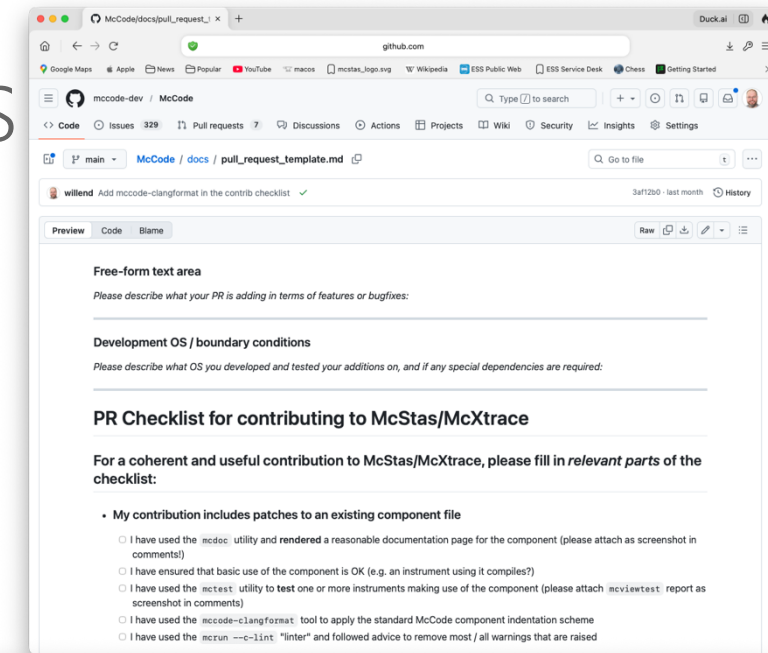 S
McCode/docs/pull_request_t
Duck.ai
github.com
Google Maps
Apple
News
Popular
YouTube
macos
mcstas_logo.svg
Wikipedia
ESS Public Web
ESS Service Desk
Chess
Getting Started
mccode-dev / McCode
Type / to search
Code
Issues 329
Pull requests 7
Discussions
Actions
Projects
Wiki
Security
Insights
Settings
main
McCode / docs / pull_request_template.md
Go to file
t
willend Add mccode-clangformat in the contrib checklist
3af12b0 · last month
History
Preview
Code
Blame
Raw
Free-form text area
Please describe what your PR is adding in terms of features or bugfixes:
Development OS / boundary conditions
Please describe what OS you developed and tested your additions on, and if any special dependencies are required:
PR Checklist for contributing to McStas/McXtrace
For a coherent and useful contribution to McStas/McXtrace, please fill in relevant parts of the
checklist:
• My contribution includes patches to an existing component file
I have used the mcdoc utility and rendered a reasonable documentation page for the component (please attach as screenshot in
comments!)
I have ensured that basic use of the component is OK (e.g. an instrument using it compiles?)
I have used the mctest utility to test one or more instruments making use of the component (please attach mcviewtest report as
screenshot in comments)
I have used the mccode-clangformat tool to apply the standard McCode component indentation scheme
I have used the mcrun --c-lint "linter" and followed advice to remove most / all warnings that are raised